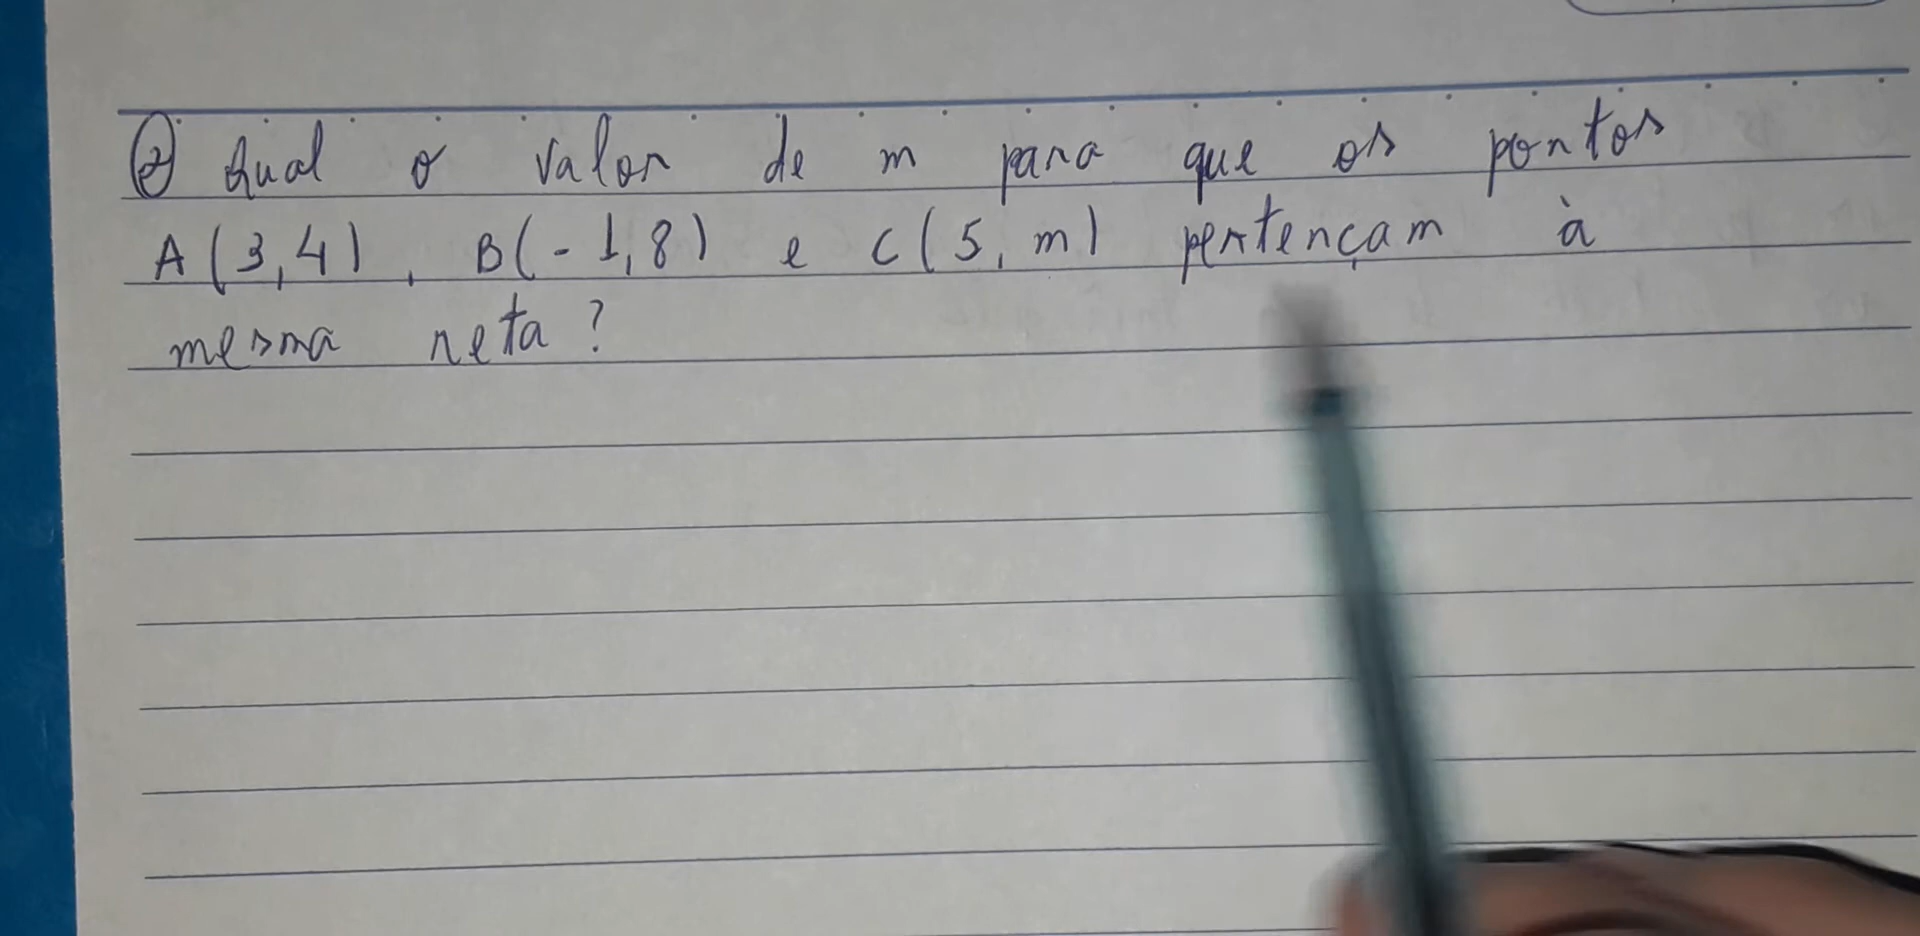 ② Qual o valor de m para que os pontos
A(3,4), B(-1,8) e C(5, m) pertençam à
mesma reta?